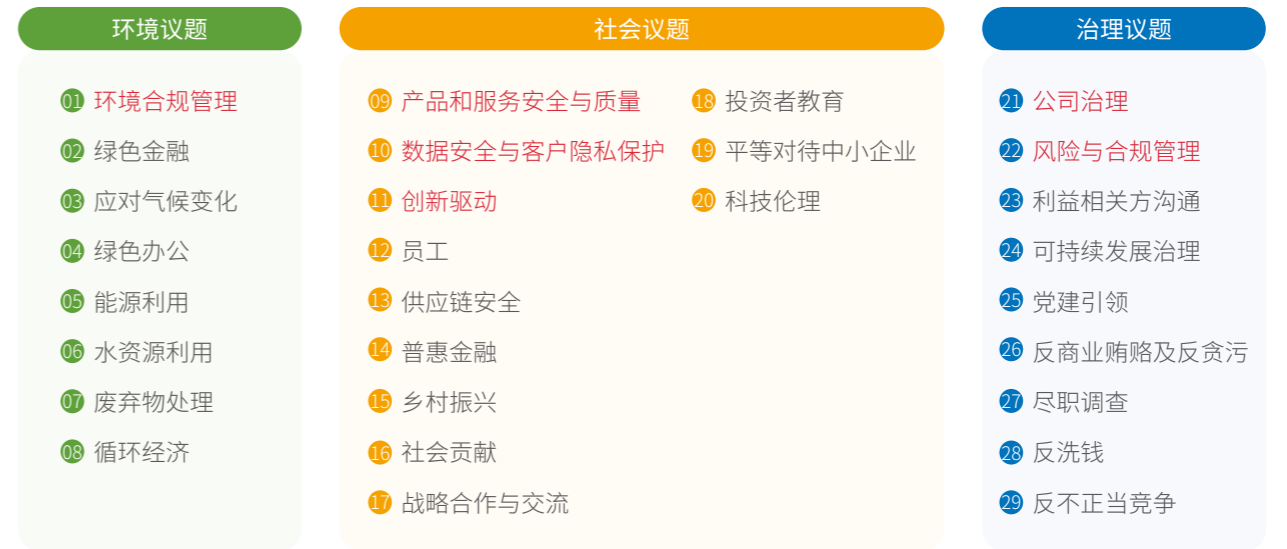 环境议题
01 环境合规管理
02 绿色金融
03 应对气候变化
04 绿色办公
05 能源利用
06 水资源利用
07 废弃物处理
08 循环经济
社会议题
09 产品和服务安全与质量
10 数据安全与客户隐私保护
11 创新驱动
12 员工
13 供应链安全
14 普惠金融
15 乡村振兴
16 社会贡献
17 战略合作与交流
18 投资者教育
19 平等对待中小企业
20 科技伦理
治理议题
21 公司治理
22 风险与合规管理
23 利益相关方沟通
24 可持续发展治理
25 党建引领
26 反商业贿赂及反贪污
27 尽职调查
28 反洗钱
29 反不正当竞争